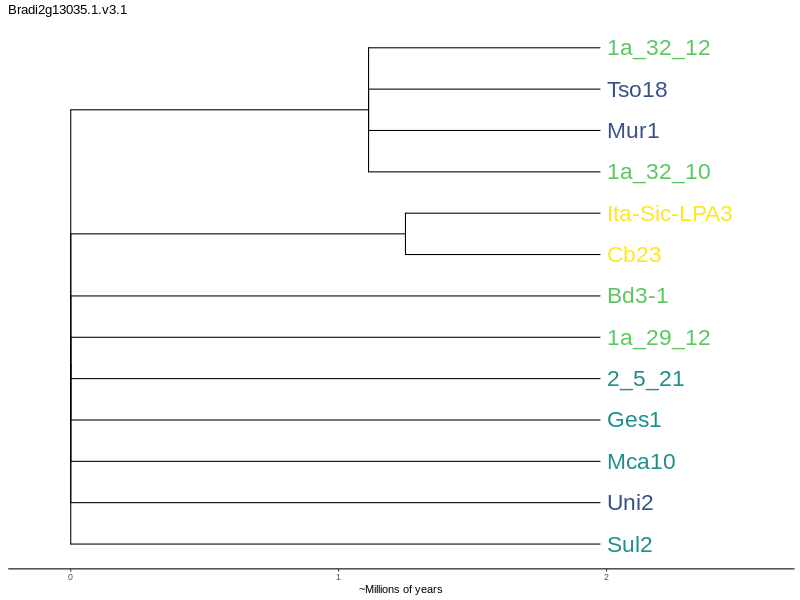 Bradi2g13035.1.v3.1
1a_32_12
Tso18
Mur1
1a_32_10
Ita-Sic-LPA3
Cb23
Bd3-1
1a_29_12
2_5_21
Ges1
Mca10
Uni2
Sul2
0 1 2
~Millions of years